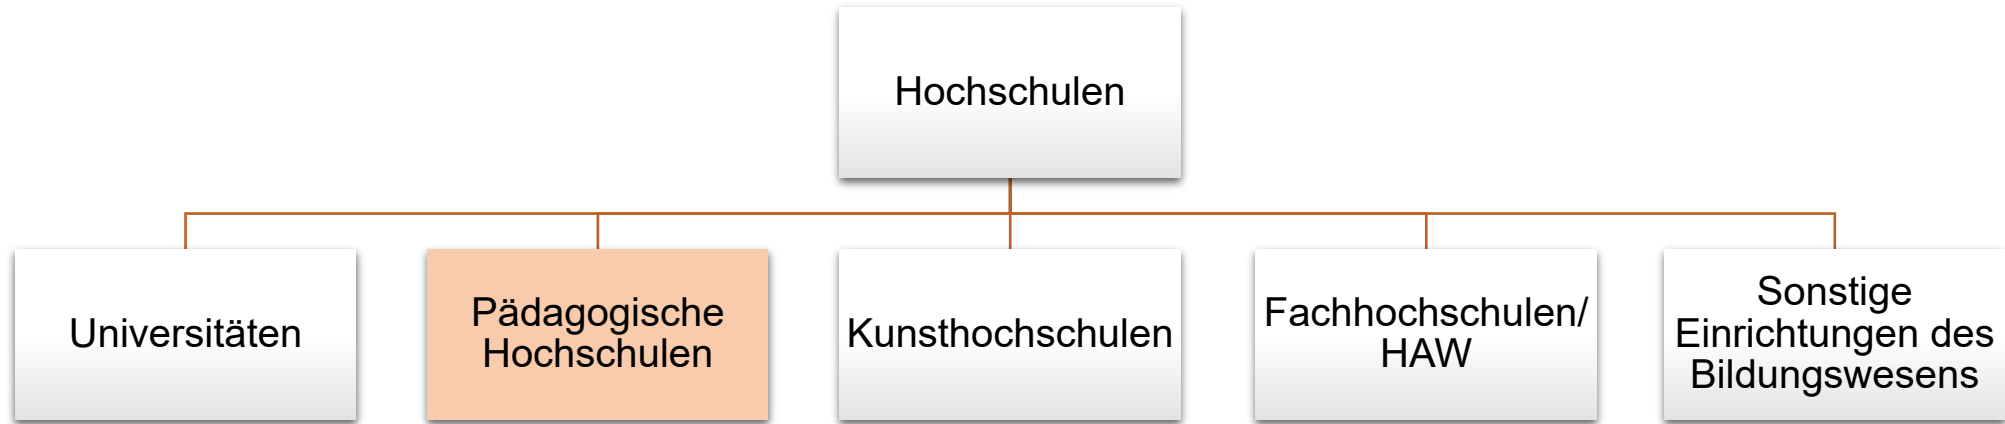 Hochschulen
Universitäten
Pädagogische
Hochschulen
Kunsthochschulen
Fachhochschulen/
HAW
Sonstige
Einrichtungen des
Bildungswesens